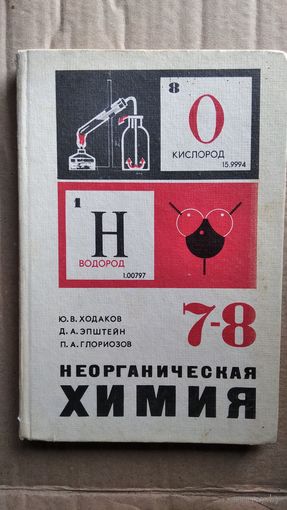 8
О
КИСЛОРОД
15.9994
1
Н
ВОДОРОД
1.00797
7-8
Ю. В. ХОДАКОВ
Д. А. ЭПШТЕЙН
П. А. ГЛОРИОЗОВ
НЕОРГАНИЧЕСКАЯ
ХИМИЯ